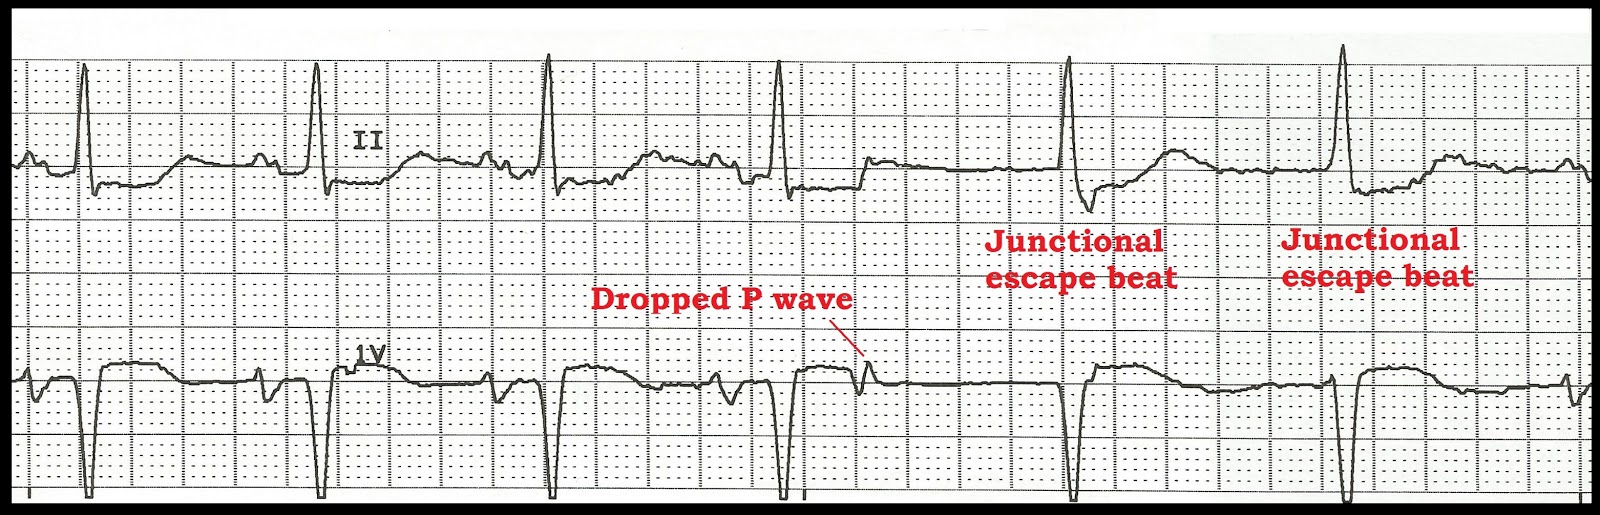 II
Junctional
escape beat
Junctional
escape beat
Dropped P wave
1V